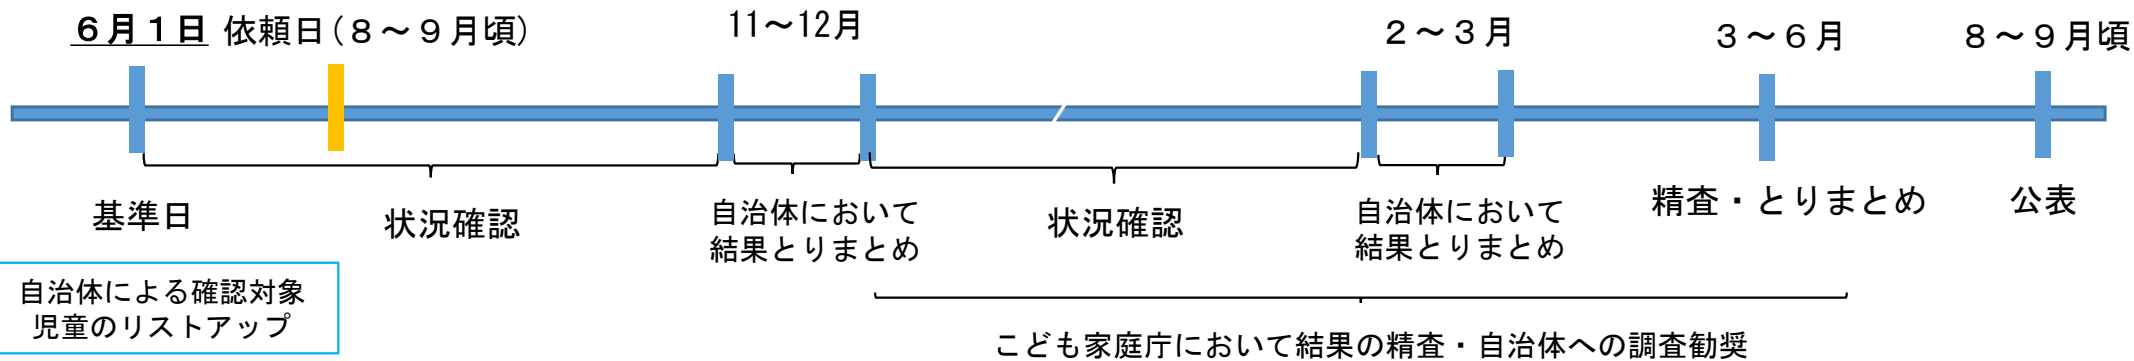 ６月１日 依頼日（８～９月頃）
11～12月
２～３月
３～６月
８～９月頃
基準日
状況確認
自治体において
結果とりまとめ
状況確認
自治体において
結果とりまとめ
精査・とりまとめ
公表
自治体による確認対象
児童のリストアップ
こども家庭庁において結果の精査・自治体への調査勧奨